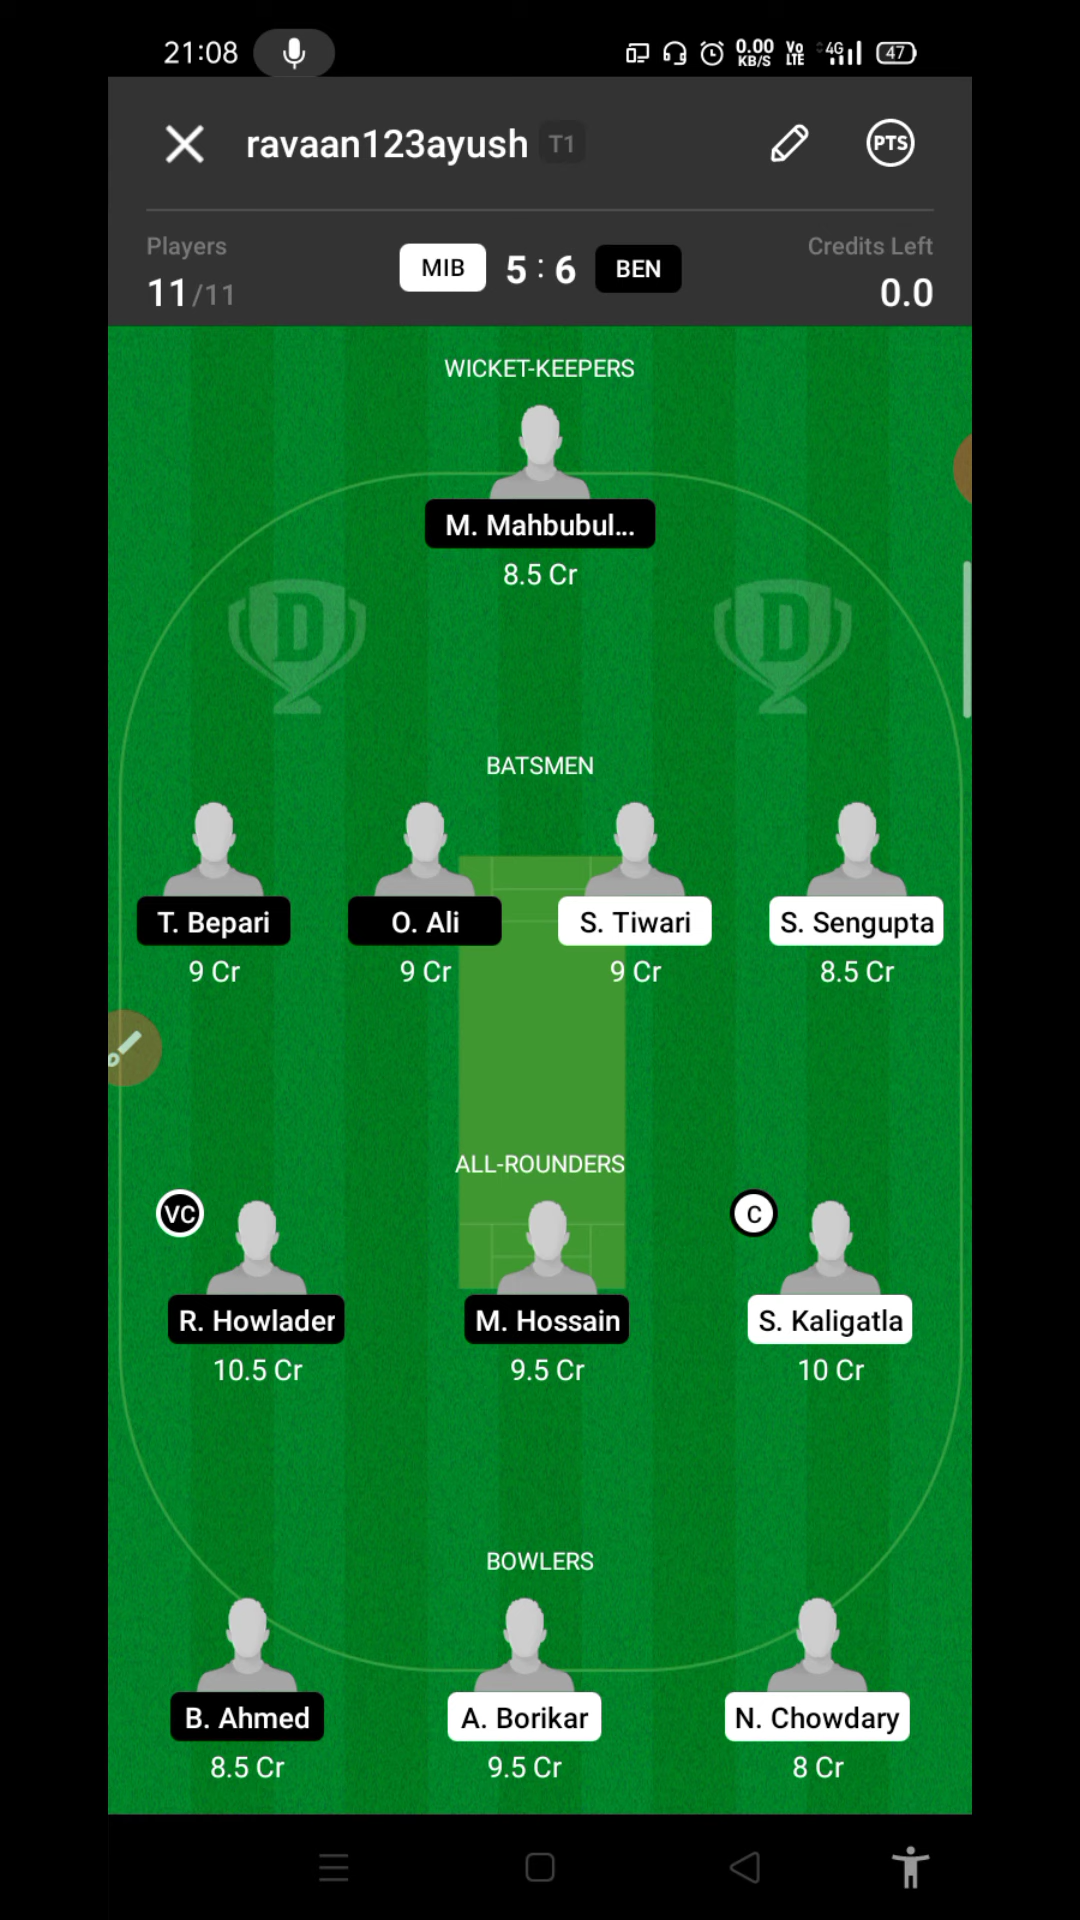 21:08
0.00 KB/S
Vo LTE
4G
47
ravaan123ayush T1
PTS
Players
11/11
MIB 5 : 6 BEN
Credits Left
0.0
WICKET-KEEPERS
M. Mahbubul...
8.5 Cr
D D
BATSMEN
T. Bepari O. Ali S. Tiwari S. Sengupta
9 Cr 9 Cr 9 Cr 8.5 Cr
ALL-ROUNDERS
VC C
R. Howlader M. Hossain S. Kaligatla
10.5 Cr 9.5 Cr 10 Cr
BOWLERS
B. Ahmed A. Borikar N. Chowdary
8.5 Cr 9.5 Cr 8 Cr